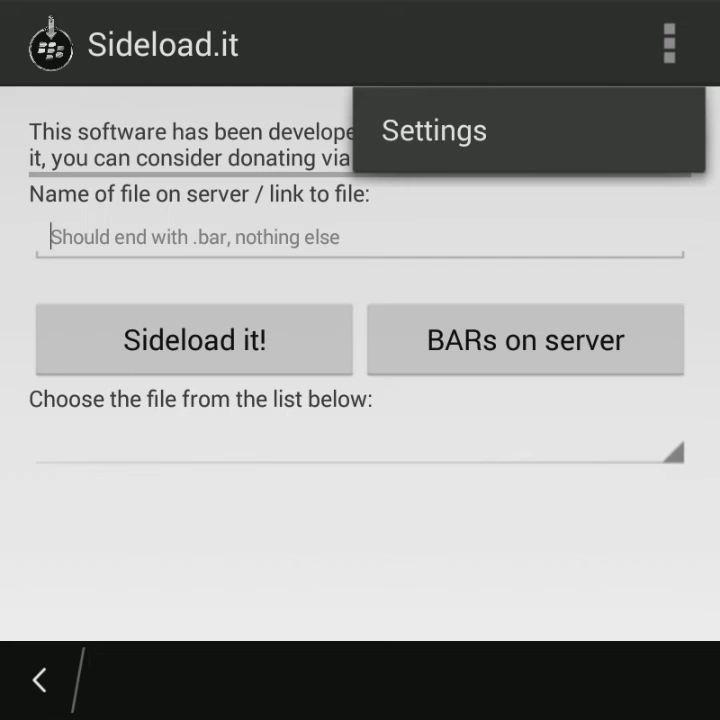 Sideload.it
Settings
This software has been develope
it, you can consider donating via
Name of file on server / link to file:
Should end with .bar, nothing else
Sideload it!
BARs on server
Choose the file from the list below: